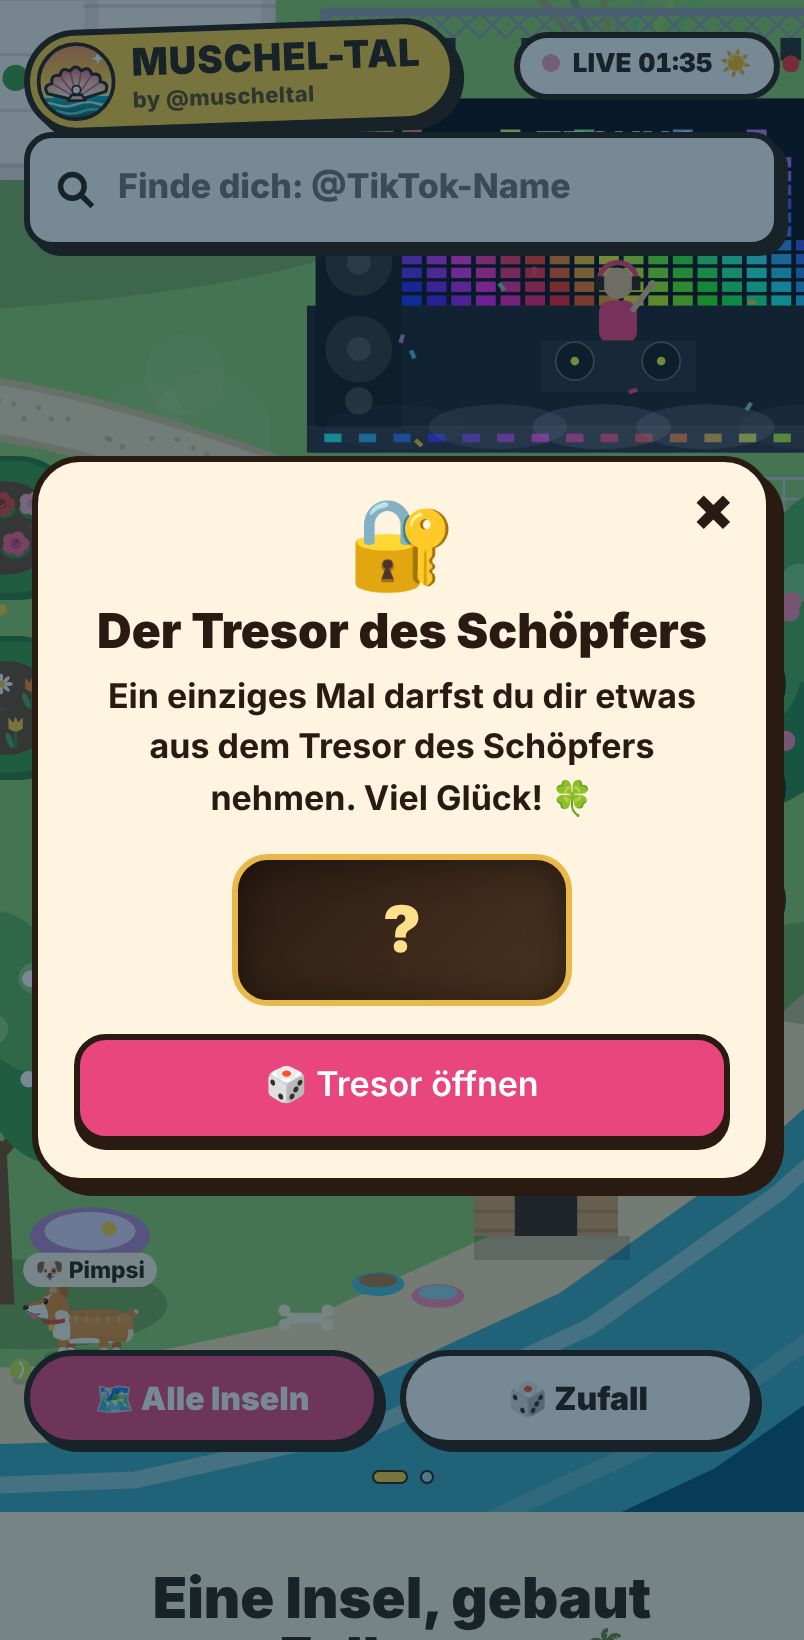 MUSCHEL-TAL
by @muscheltal
LIVE 01:35
Finde dich: @TikTok-Name
Der Tresor des Schöpfers
Ein einziges Mal darfst du dir etwas
aus dem Tresor des Schöpfers
nehmen. Viel Glück! 🍀
?
🎲 Tresor öffnen
Pimpsi
🗺️ Alle Inseln
🎲 Zufall
Eine Insel, gebaut